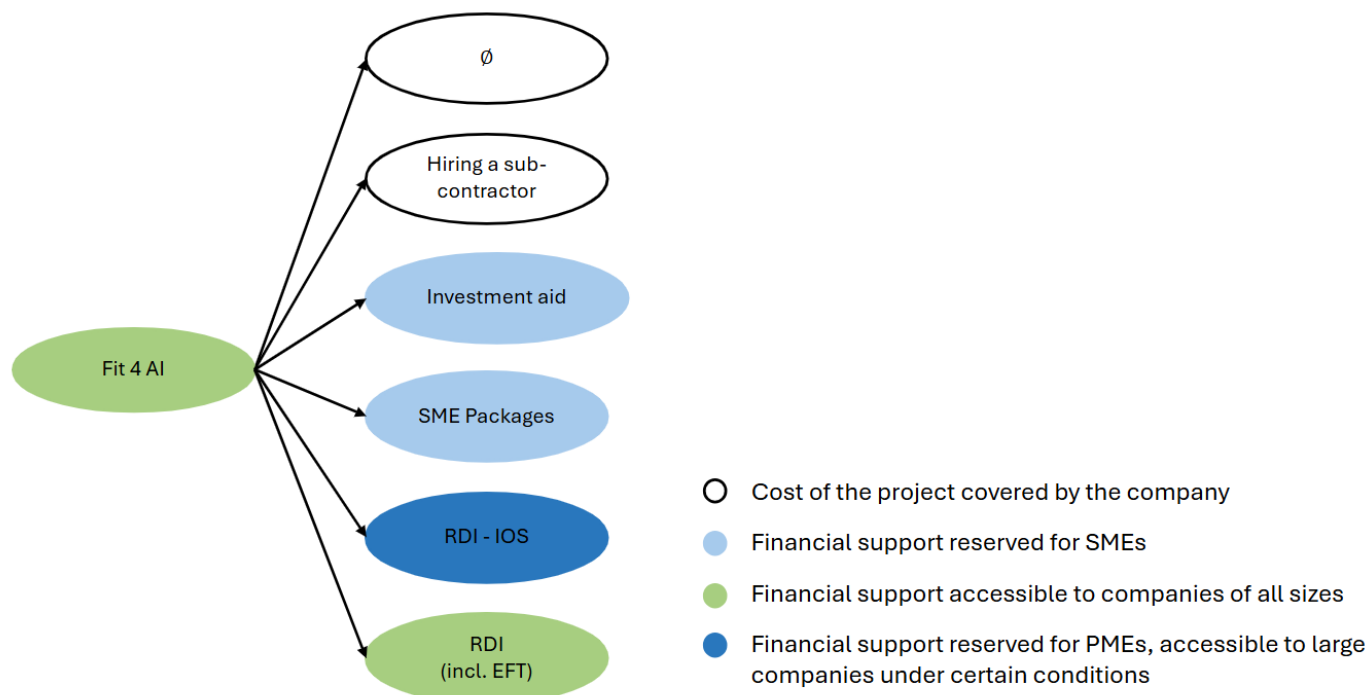 Ø
Hiring a sub-
contractor
Investment aid
Fit 4 AI
SME Packages
RDI - IOS
RDI
(incl. EFT)
Cost of the project covered by the company
Financial support reserved for SMEs
Financial support accessible to companies of all sizes
Financial support reserved for PMEs, accessible to large
companies under certain conditions